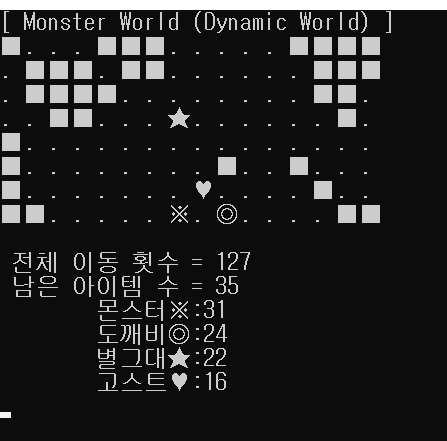 [ Monster World (Dynamic World) ]
■ . . . ■ ■ ■ . . . . . ■ ■ ■ ■
. ■ ■ ■ . ■ ■ . . . . . . ■ ■ ■
. ■ ■ ■ ■ . . . . . . . . ■ ■ .
. . ■ ■ . . . ★ . . . . . . ■ .
■ . . . . . . . . . . . . . . .
■ . . . . . . . . ■ . . ■ . . .
■ . . . . . . . ♥ . . . . ■ . .
■ ■ . . . . . ※ . ◎ . . . . ■ ■
전체 이동 횟수 = 127
남은 아이템 수 = 35
몬스터※:31
도깨비◎:24
별그대★:22
고스트♥:16